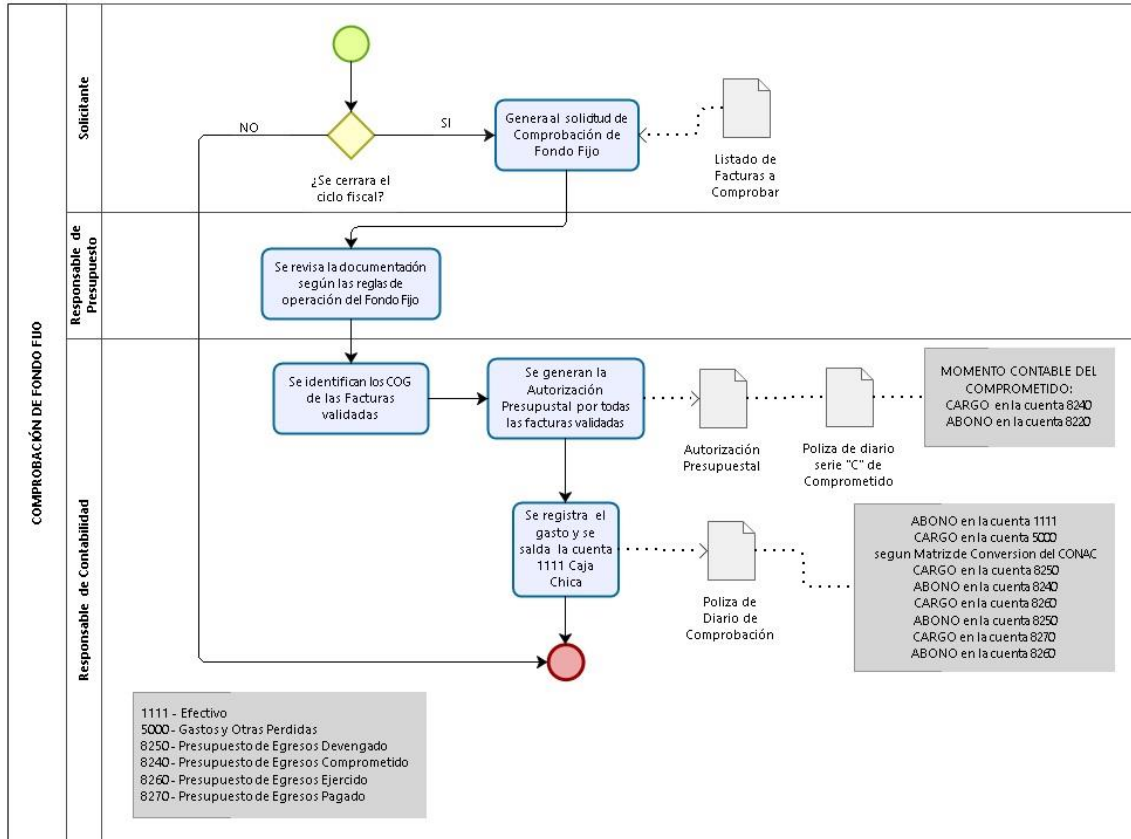 COMPROBACIÓN DE FONDO FIJO
Solicitante
NO
SI
¿Se cerrara el
ciclo fiscal?
Genera al solicitud de
Comprobación de
Fondo Fijo
Listado de
Facturas a
Comprobar
Responsable de
Presupuesto
Se revisa la documentación
según las reglas de
operación del Fondo Fijo
Responsable de Contabilidad
Se identifican los COG
de las Facturas
validadas
Se generan la
Autorización
Presupustal por todas
las facturas validadas
Autorización
Presupuestal
Poliza de diario
serie "C" de
Comprometido
MOMENTO CONTABLE DEL
COMPROMETIDO:
CARGO en la cuenta 8240
ABONO en la cuenta 8220
Se registra el
gasto y se
salda la cuenta
1111 Caja
Chica
Poliza de
Diario de
Comprobación
ABONO en la cuenta 1111
CARGO en la cuenta 5000
segun Matriz de Conversion del CONAC
CARGO en la cuenta 8250
ABONO en la cuenta 8240
CARGO en la cuenta 8260
ABONO en la cuenta 8250
CARGO en la cuenta 8270
ABONO en la cuenta 8260
1111 - Efectivo
5000 - Gastos y Otras Perdidas
8250 - Presupuesto de Egresos Devengado
8240 - Presupuesto de Egresos Comprometido
8260 - Presupuesto de Egresos Ejercido
8270 - Presupuesto de Egresos Pagado